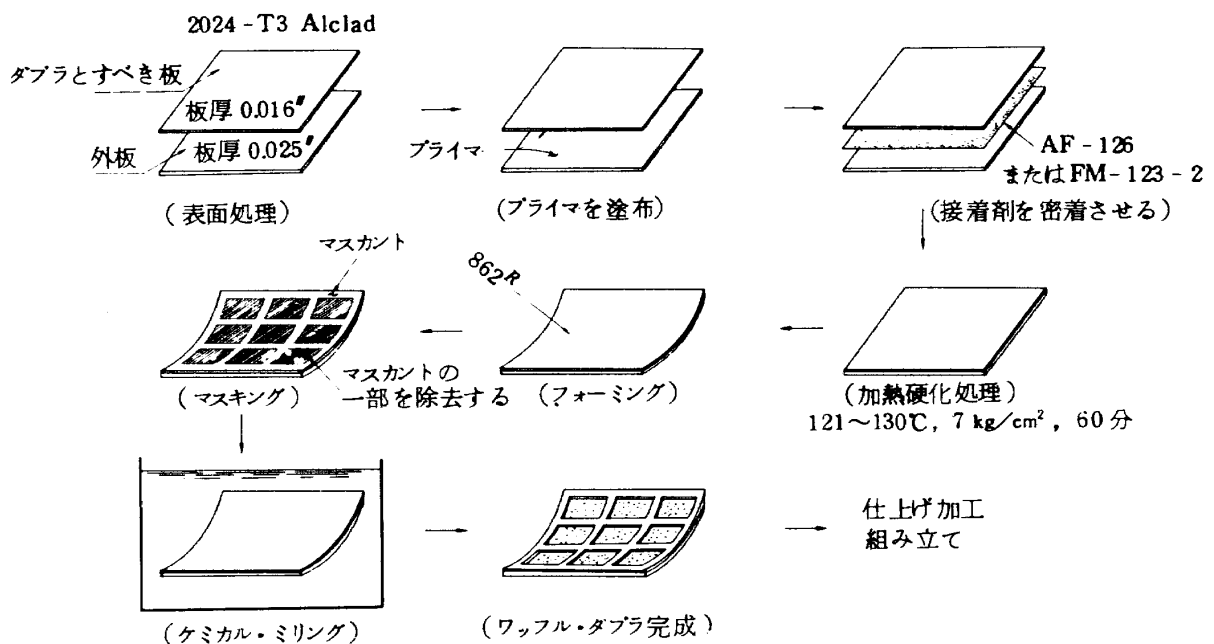 2024-T3 Alclad
ダブラとすべき板
板厚 0.016"
外板
板厚 0.025"
(表面処理)
プライマ
(プライマを塗布)
AF-126
またはFM-123-2
(接着剤を密着させる)
マスカント
マスカントの
一部を除去する
(マスキング)
862R
(フォーミング)
(加熱硬化処理)
121~130℃, 7 kg/cm², 60分
(ケミカル・ミリング)
(ワッフル・ダブラ完成)
仕上げ加工
組み立て